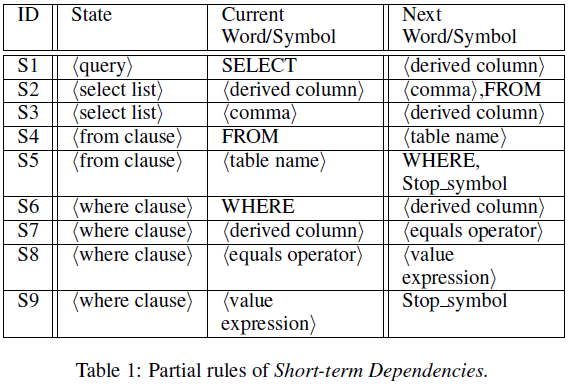 ID State Current Word/Symbol Next Word/Symbol
S1 ⟨query⟩ SELECT ⟨derived column⟩
S2 ⟨select list⟩ ⟨derived column⟩ ⟨comma⟩,FROM
S3 ⟨select list⟩ ⟨comma⟩ ⟨derived column⟩
S4 ⟨from clause⟩ FROM ⟨table name⟩
S5 ⟨from clause⟩ ⟨table name⟩ WHERE, Stop_symbol
S6 ⟨where clause⟩ WHERE ⟨derived column⟩
S7 ⟨where clause⟩ ⟨derived column⟩ ⟨equals operator⟩
S8 ⟨where clause⟩ ⟨equals operator⟩ ⟨value expression⟩
S9 ⟨where clause⟩ ⟨value expression⟩ Stop_symbol
Table 1: Partial rules of Short-term Dependencies.